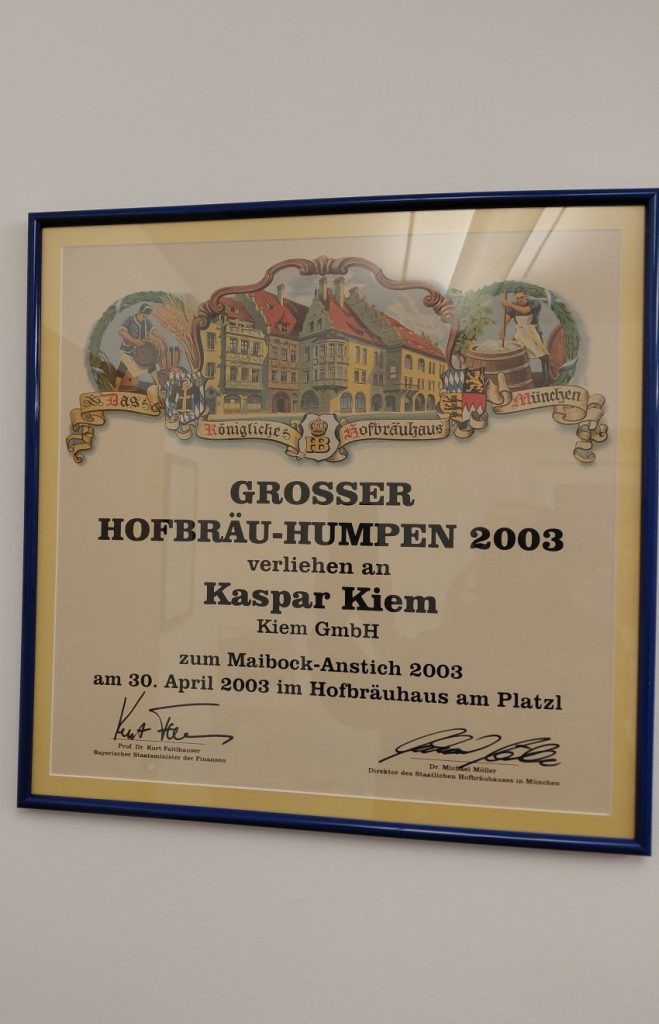 Das
Königliches
HB
Hofbräuhaus
München
GROSSER
HOFBRÄU-HUMPEN 2003
verliehen an
Kaspar Kiem
Kiem GmbH
zum Maibock-Anstich 2003
am 30. April 2003 im Hofbräuhaus am Platzl
Prof. Dr. Kurt Faltlhauser
Bayerischer Staatsminister der Finanzen
Dr. Michael Möller
Direktor des Staatlichen Hofbräuhauses in München